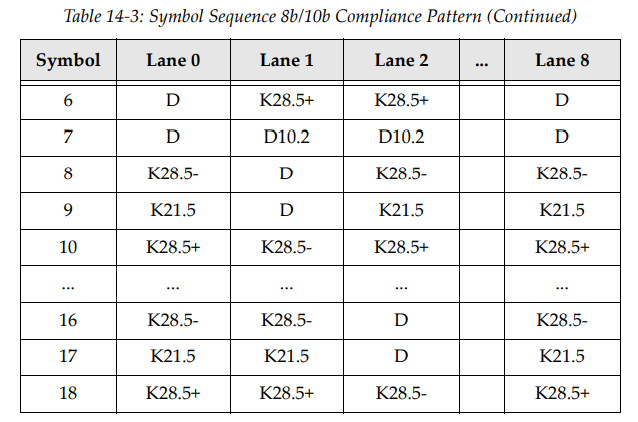 Table 14-3: Symbol Sequence 8b/10b Compliance Pattern (Continued)
Symbol Lane 0 Lane 1 Lane 2 ... Lane 8
6 D K28.5+ K28.5+ D
7 D D10.2 D10.2 D
8 K28.5- D K28.5- K28.5-
9 K21.5 D K21.5 K21.5
10 K28.5+ K28.5- K28.5+ K28.5+
... ... ... ... ...
16 K28.5- K28.5- D K28.5-
17 K21.5 K21.5 D K21.5
18 K28.5+ K28.5+ K28.5- K28.5+